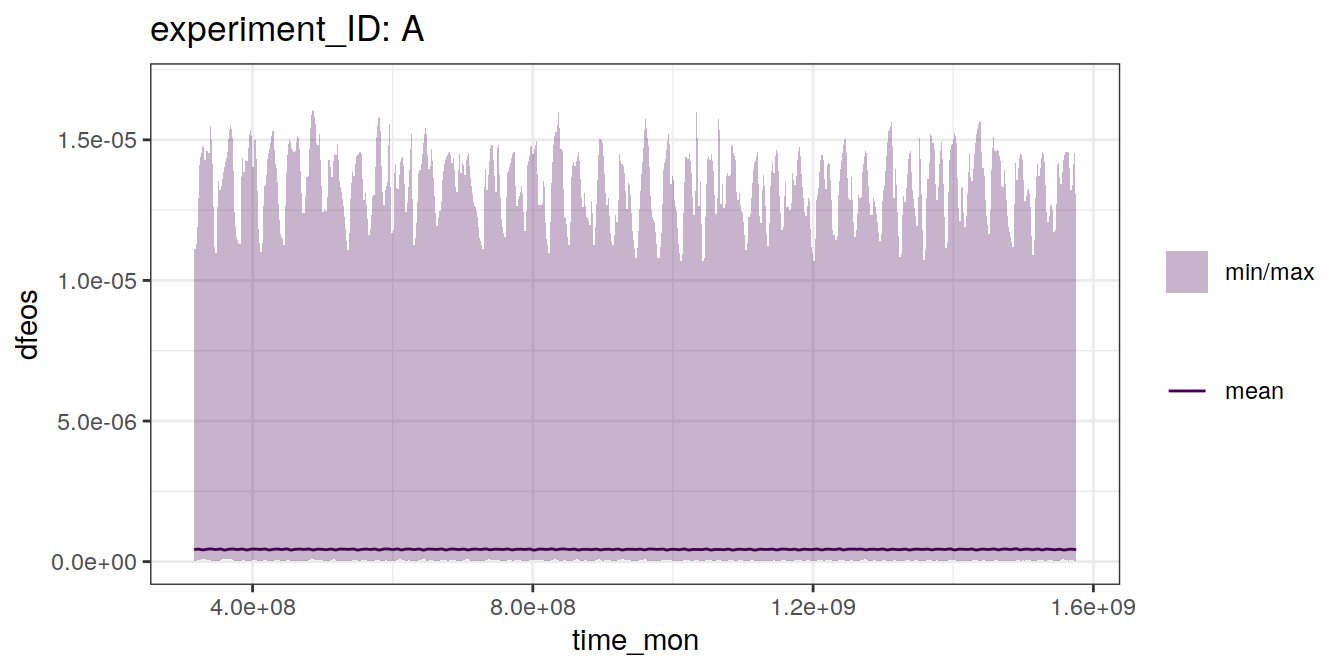 experiment_ID: A
1.5e-05
1.0e-05
5.0e-06
0.0e+00
dfeos
4.0e+08 8.0e+08 1.2e+09 1.6e+09
time_mon
min/max
mean